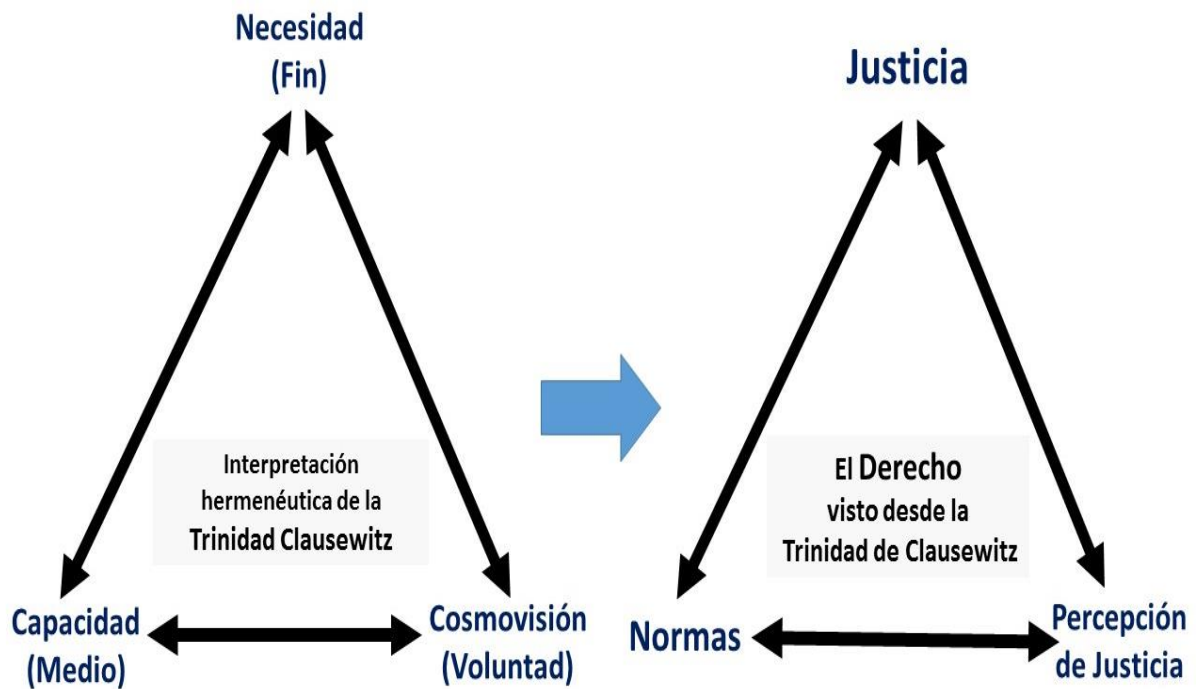 Necesidad
(Fin)
Capacidad
(Medio)
Cosmovisión
(Voluntad)
Interpretación
hermenéutica de la
Trinidad Clausewitz
Justicia
Normas
Percepción
de Justicia
El Derecho
visto desde la
Trinidad de Clausewitz